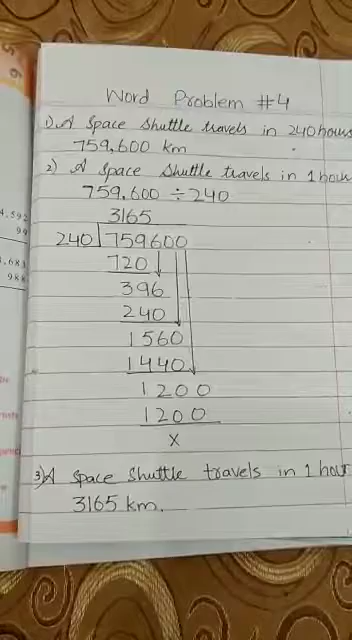 Word Problem #4
1) A Space Shuttle travels in 240 hours
759,600 km
2) A Space Shuttle travels in 1 hour
759,600 ÷ 240
3165
240 759600
720
396
240
1560
1440
1200
1200
x
3) A Space Shuttle travels in 1 hour
3165 km.